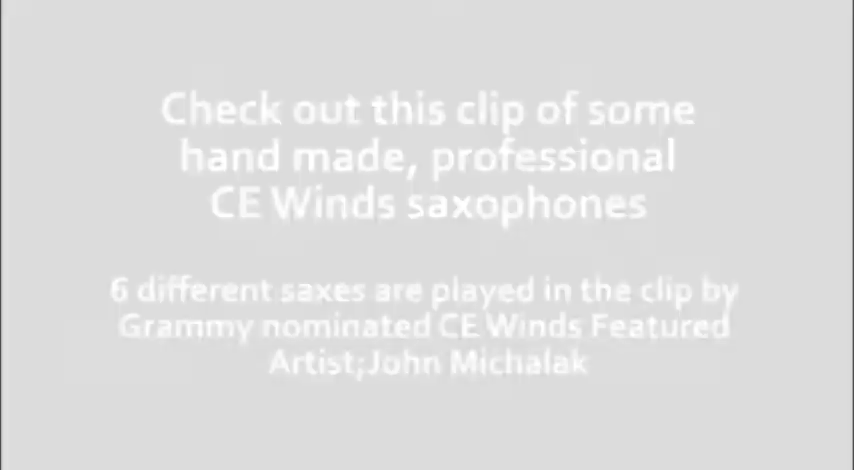 Check out this clip of some
hand made, professional
CE Winds saxophones
6 different saxes are played in the clip by
Grammy nominated CE Winds Featured
Artist;John Michalak